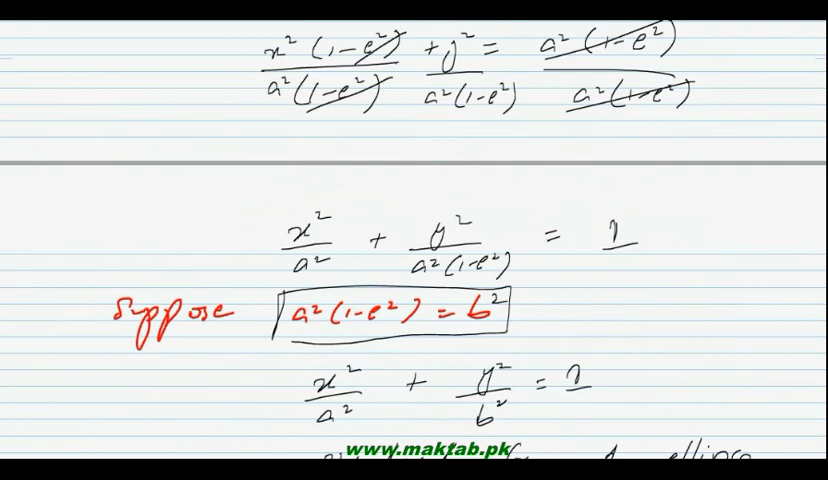 x² (1-e²) / a² (1-e²) + y² / a² (1-e²) = a² (1-e²) / a² (1-e²)
x² / a² + y² / a² (1-e²) = 1
Suppose a² (1-e²) = b²
x² / a² + y² / b² = 1
www.maktab.pk
ellipse